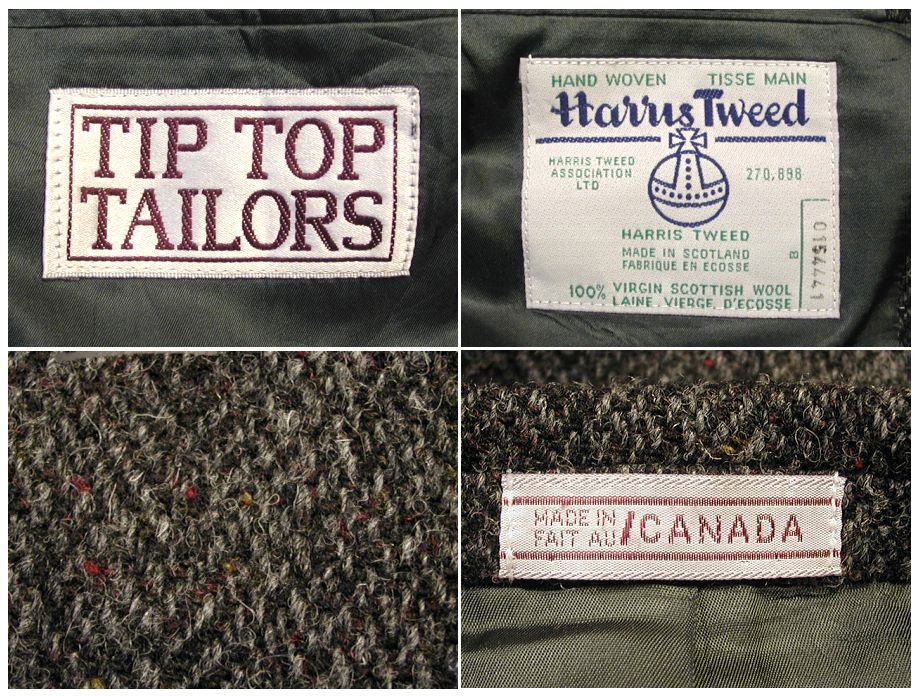 TIP TOP
TAILORS
HAND WOVEN TISSE MAIN
Harris Tweed
HARRIS TWEED
ASSOCIATION
LTD
270,898
HARRIS TWEED
MADE IN SCOTLAND
FABRIQUE EN ECOSSE
100% VIRGIN SCOTTISH WOOL
LAINE VIERGE D'ECOSSE
B
0154441
MADE IN
FAIT AU /CANADA